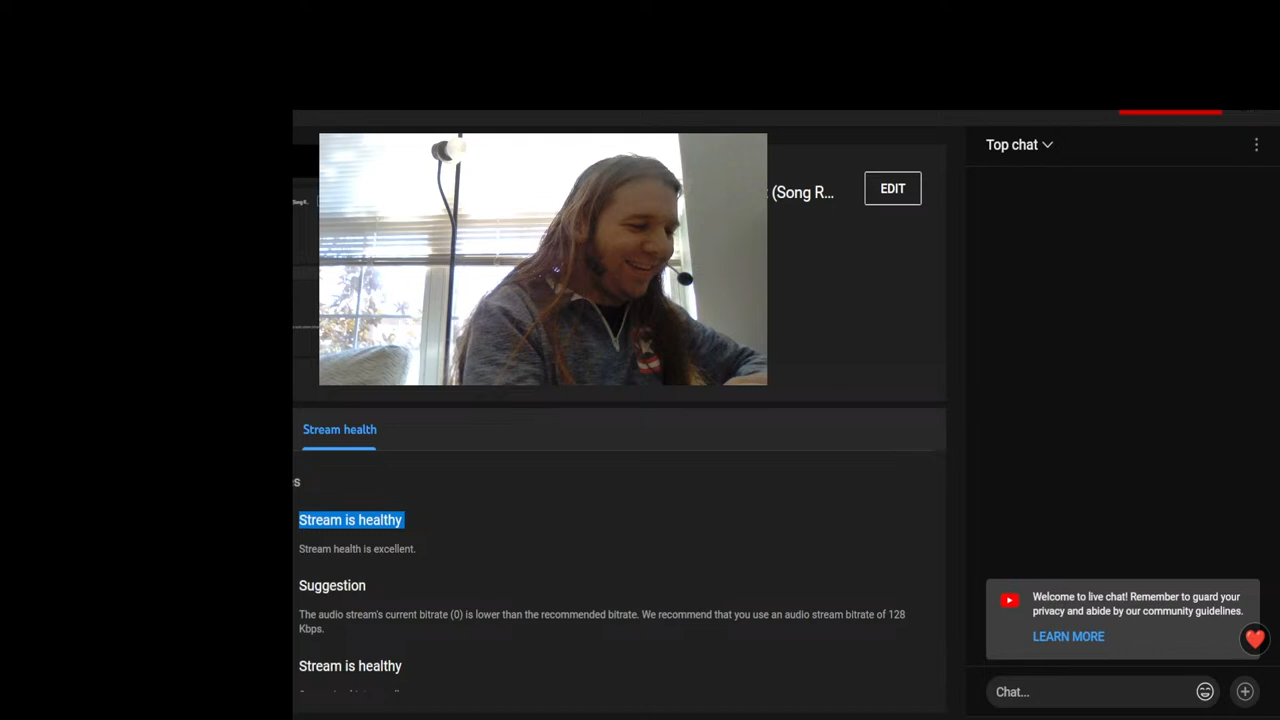 Top chat
(Song R...
EDIT
Stream health
Stream is healthy
Stream health is excellent.
Suggestion
The audio stream's current bitrate (0) is lower than the recommended bitrate. We recommend that you use an audio stream bitrate of 128
Kbps.
Stream is healthy
Welcome to live chat! Remember to guard your
privacy and abide by our community guidelines.
LEARN MORE
Chat...